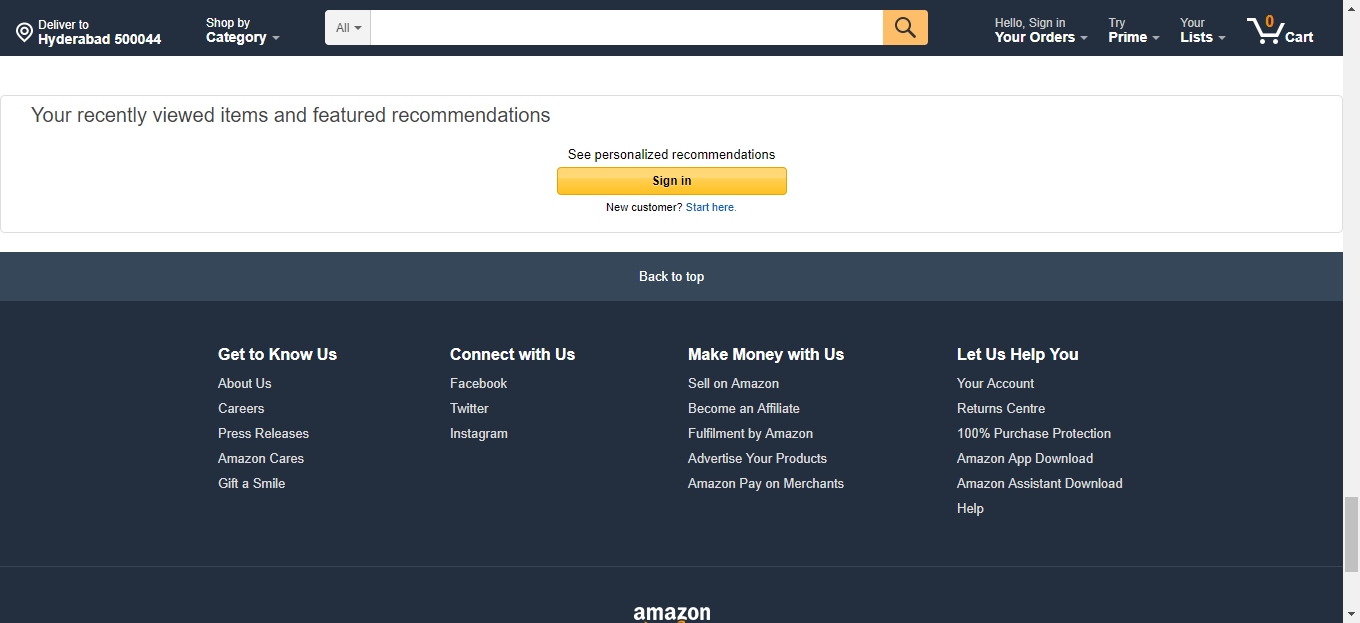 Deliver to
Hyderabad 500044
Shop by
Category
All
Hello, Sign in
Your Orders
Try
Prime
Your
Lists
0
Cart
Your recently viewed items and featured recommendations
See personalized recommendations
Sign in
New customer? Start here.
Back to top
Get to Know Us
About Us
Careers
Press Releases
Amazon Cares
Gift a Smile
Connect with Us
Facebook
Twitter
Instagram
Make Money with Us
Sell on Amazon
Become an Affiliate
Fulfilment by Amazon
Advertise Your Products
Amazon Pay on Merchants
Let Us Help You
Your Account
Returns Centre
100% Purchase Protection
Amazon App Download
Amazon Assistant Download
Help
amazon